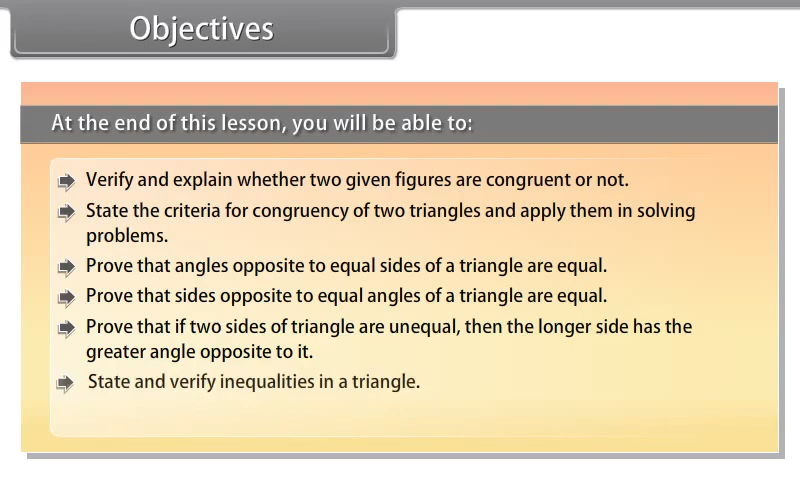 Objectives
At the end of this lesson, you will be able to:
Verify and explain whether two given figures are congruent or not.
State the criteria for congruency of two triangles and apply them in solving
problems.
Prove that angles opposite to equal sides of a triangle are equal.
Prove that sides opposite to equal angles of a triangle are equal.
Prove that if two sides of triangle are unequal, then the longer side has the
greater angle opposite to it.
State and verify inequalities in a triangle.